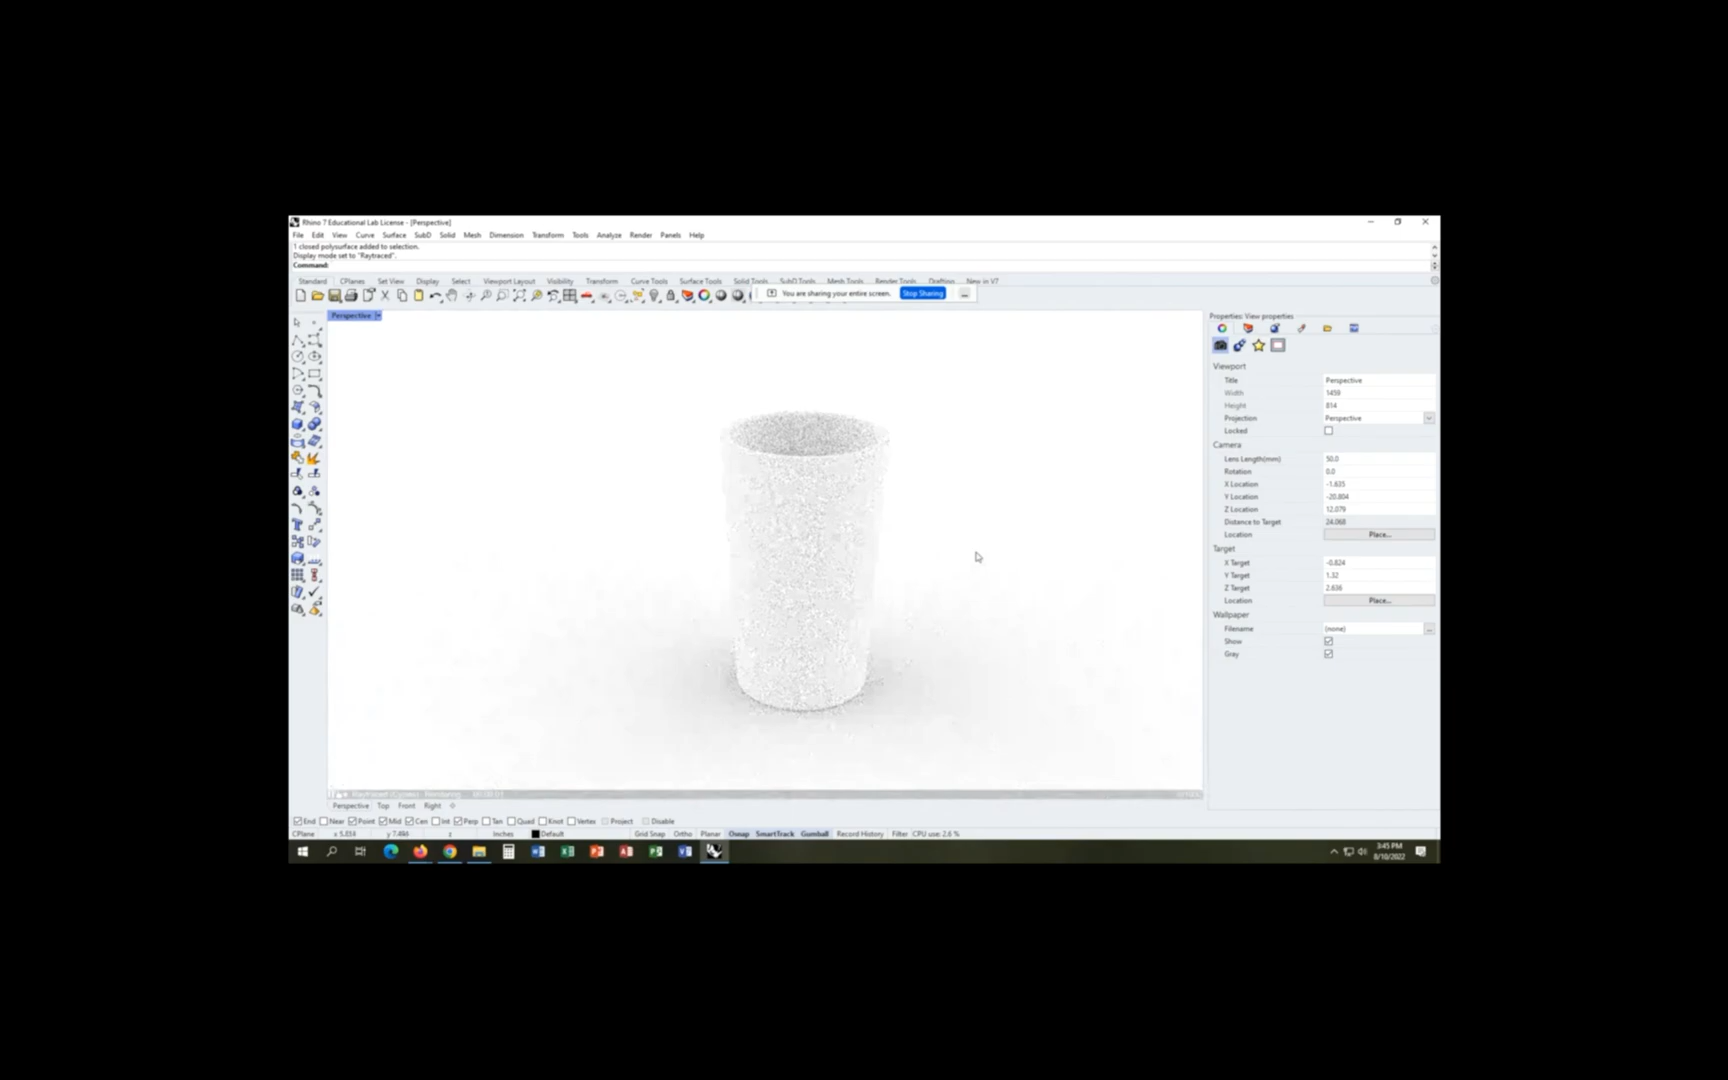 Rhino 7 Educational Lab License - [Perspective]
File Edit View Curve Surface SubD Solid Mesh Dimension Transform Tools Analyze Render Panels Help
1 closed polysurface added to selection.
Display mode set to "Raytraced".
Command:
Standard CPlanes Set View Display Select Viewport Layout Visibility Transform Curve Tools Surface Tools Solid Tools SubD Tools Mesh Tools Render Tools Drafting New in V7
You are sharing your entire screen. Stop Sharing ...
Perspective
Properties: View properties
Viewport
Title Perspective
Width 1459
Height 814
Projection Perspective
Locked
Camera
Lens Length(mm) 50.0
Rotation 0.0
X Location -1.635
Y Location -20.804
Z Location 12.079
Distance to Target 24.068
Location Place...
Target
X Target -0.824
Y Target 1.32
Z Target 2.636
Location Place...
Wallpaper
Filename (none) ...
Show
Gray
Perspective Top Front Right
End Near Point Mid Cen Int Perp Tan Quad Knot Vertex Project Disable
CPlane x 5.834 y 7.494 z Inches Default Grid Snap Ortho Planar Osnap SmartTrack Gumball Record History Filter CPU use: 2.6 %
3:45 PM
8/10/2022